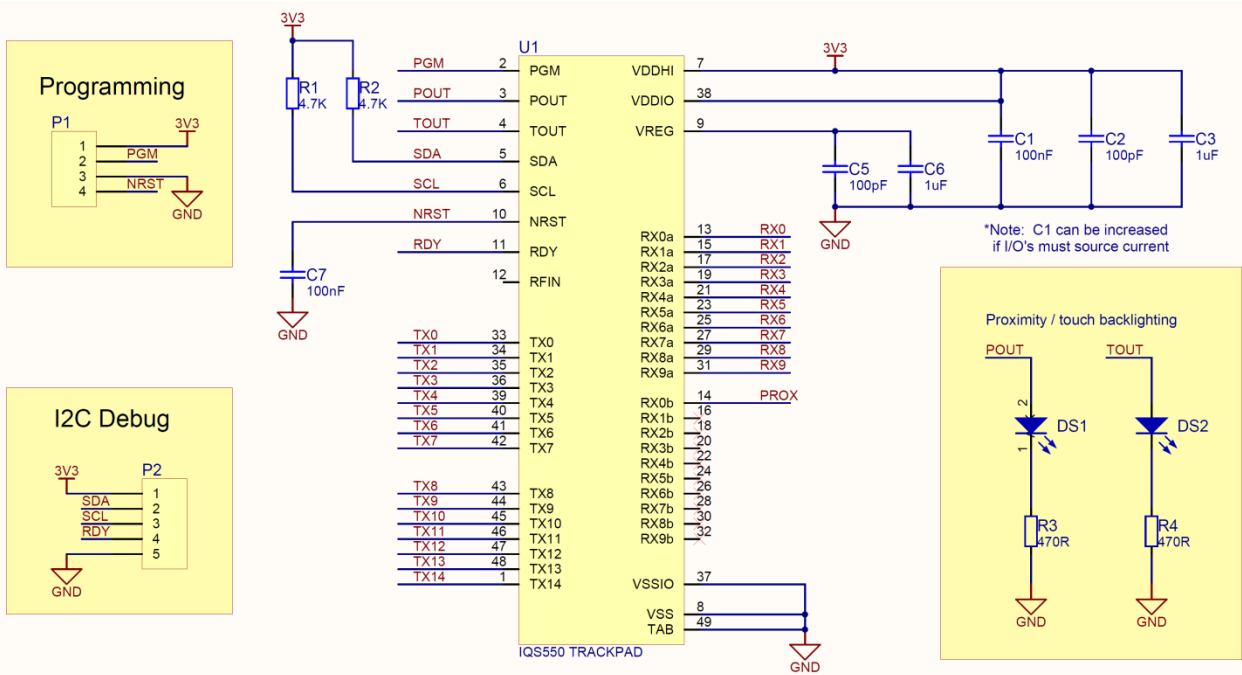 Programming
P1
1
2
3
4
3V3
PGM
NRST
GND
I2C Debug
P2
3V3
SDA
SCL
RDY
1
2
3
4
5
GND
3V3
R1
4.7K
R2
4.7K
C7
100nF
GND
U1
PGM 2 PGM
POUT 3 POUT
TOUT 4 TOUT
SDA 5 SDA
SCL 6 SCL
NRST 10 NRST
RDY 11 RDY
12 RFIN
TX0 33 TX0
TX1 34 TX1
TX2 35 TX2
TX3 36 TX3
TX4 39 TX4
TX5 40 TX5
TX6 41 TX6
TX7 42 TX7
TX8 43 TX8
TX9 44 TX9
TX10 45 TX10
TX11 46 TX11
TX12 47 TX12
TX13 48 TX13
TX14 1 TX14
VDDHI 7
VDDIO 38
VREG 9
RX0a 13 RX0
RX1a 15 RX1
RX2a 17 RX2
RX3a 19 RX3
RX4a 21 RX4
RX5a 23 RX5
RX6a 25 RX6
RX7a 27 RX7
RX8a 29 RX8
RX9a 31 RX9
RX0b 14 PROX
RX1b 16
RX2b 18
RX3b 20
RX4b 22
RX5b 24
RX6b 26
RX7b 28
RX8b 30
RX9b 32
VSSIO 37
VSS 8
TAB 49
GND
IQS550 TRACKPAD
3V3
C1
100nF
C2
100pF
C3
1uF
C5
100pF
C6
1uF
GND
*Note: C1 can be increased
if I/O's must source current
Proximity / touch backlighting
POUT
TOUT
2
1
DS1
DS2
R3
470R
R4
470R
GND
GND